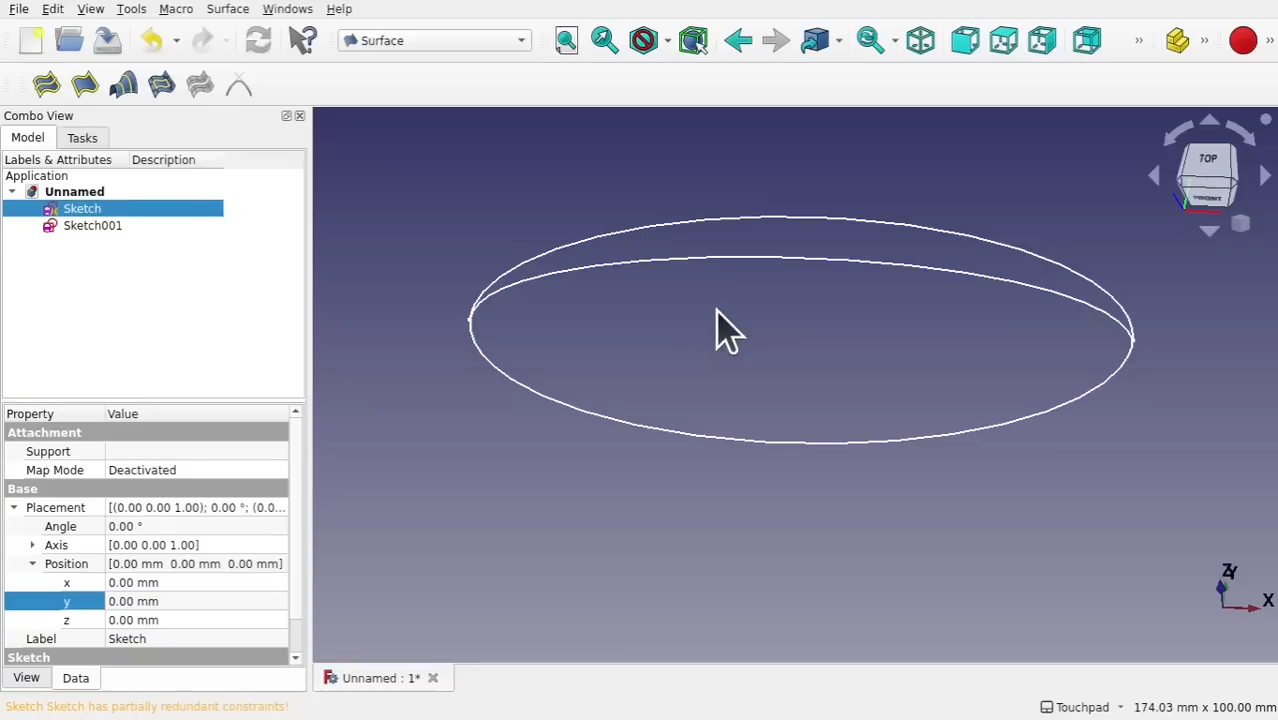 File Edit View Tools Macro Surface Windows Help
Surface
»
»
»
Combo View
Model Tasks
Labels & Attributes Description
Application
Unnamed
Sketch
Sketch001
TOP
FRONT
Property Value
Attachment
Support
Map Mode Deactivated
Base
Placement [(0.00 0.00 1.00); 0.00 °; (0.0...
Angle 0.00 °
Axis [0.00 0.00 1.00]
Position [0.00 mm 0.00 mm 0.00 mm]
x 0.00 mm
y 0.00 mm
z 0.00 mm
Label Sketch
Sketch
Z Y
X
View Data
Unnamed : 1*
Sketch Sketch has partially redundant constraints!
Touchpad 174.03 mm x 100.00 mm